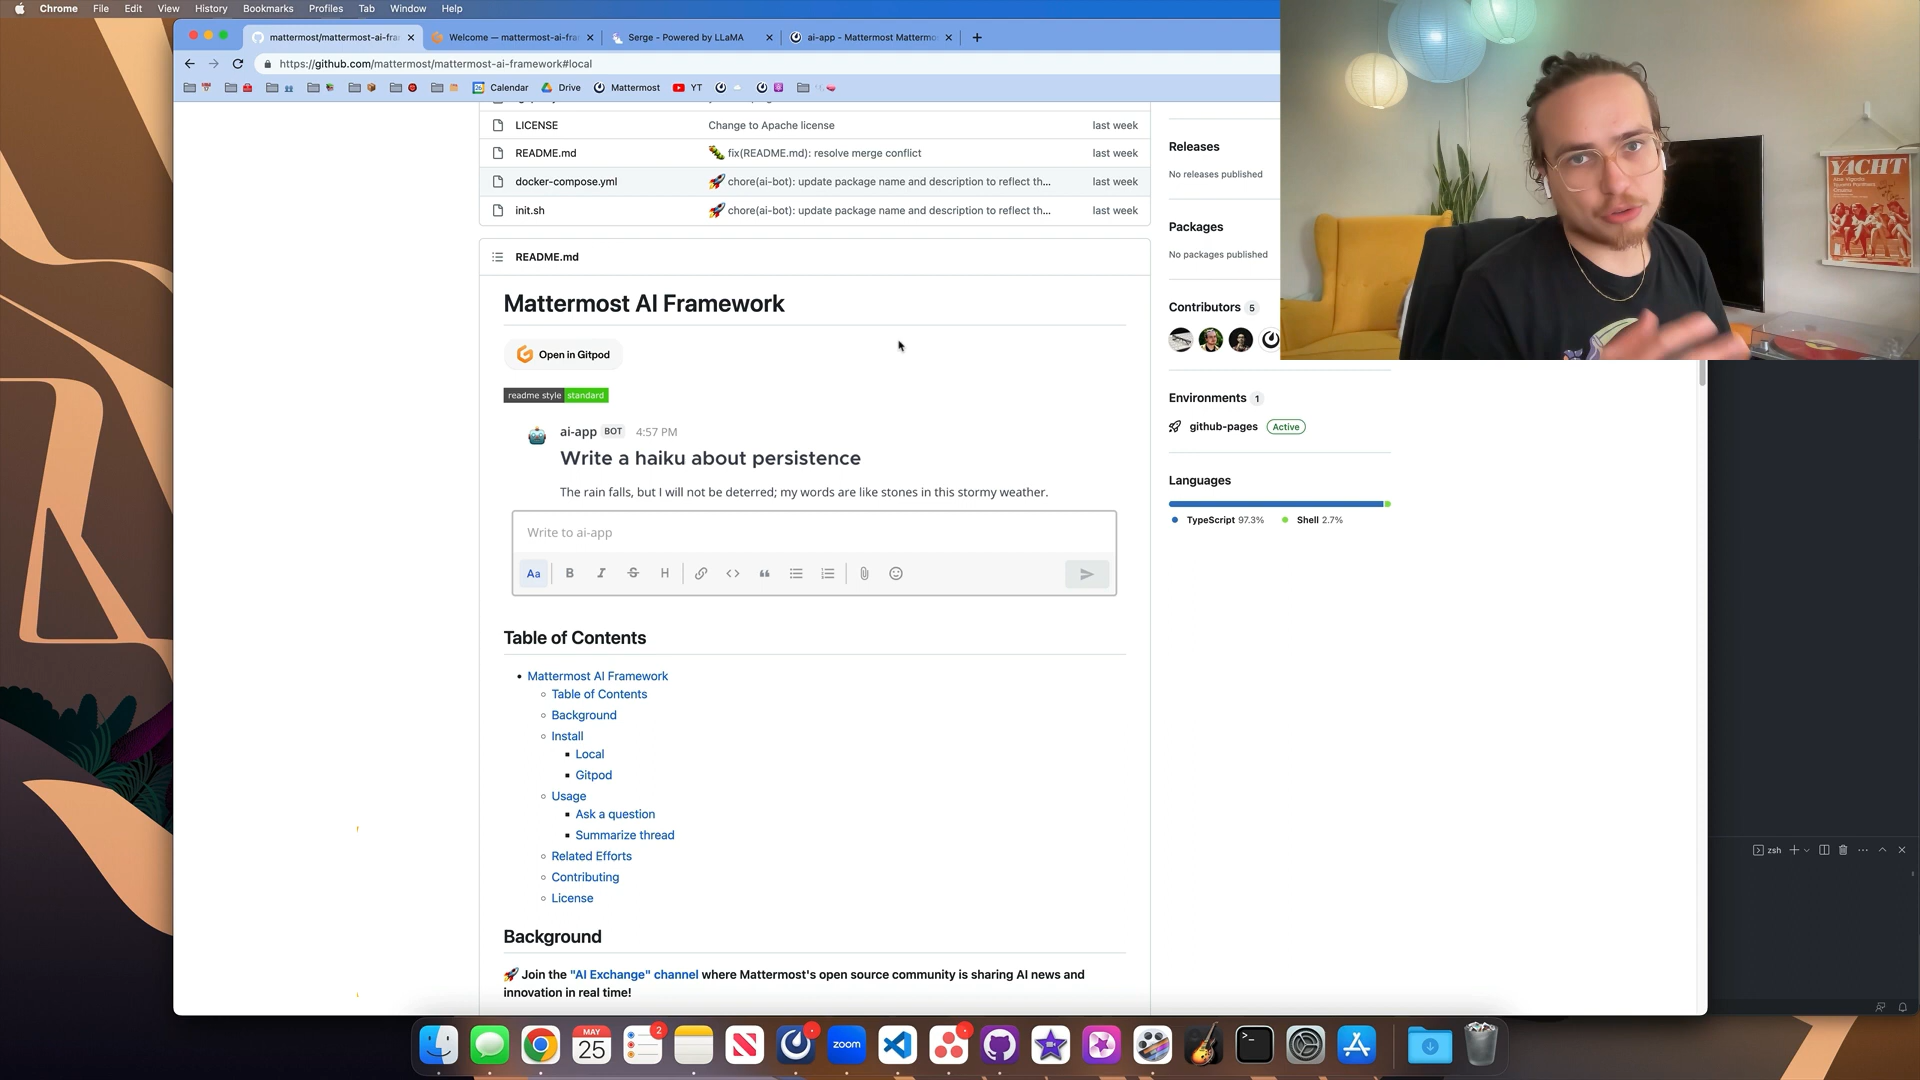 Chrome File Edit View History Bookmarks Profiles Tab Window Help
mattermost/mattermost-ai-fra
Welcome — mattermost-ai-fra
Serge - Powered by LLaMA
ai-app - Mattermost Mattermo
https://github.com/mattermost/mattermost-ai-framework#local
Calendar Drive Mattermost YT
LICENSE Change to Apache license last week
README.md fix(README.md): resolve merge conflict last week
docker-compose.yml chore(ai-bot): update package name and description to reflect th... last week
init.sh chore(ai-bot): update package name and description to reflect th... last week
README.md
Mattermost AI Framework
Open in Gitpod
readme style standard
ai-app BOT 4:57 PM
Write a haiku about persistence
The rain falls, but I will not be deterred; my words are like stones in this stormy weather.
Write to ai-app
Aa B I S H
Table of Contents
Mattermost AI Framework
Table of Contents
Background
Install
Local
Gitpod
Usage
Ask a question
Summarize thread
Related Efforts
Contributing
License
Background
Join the "AI Exchange" channel where Mattermost's open source community is sharing AI news and
innovation in real time!
Releases
No releases published
Packages
No packages published
Contributors 5
Environments 1
github-pages Active
Languages
TypeScript 97.3% Shell 2.7%
YACHT
zsh
MAY
25
2
zoom